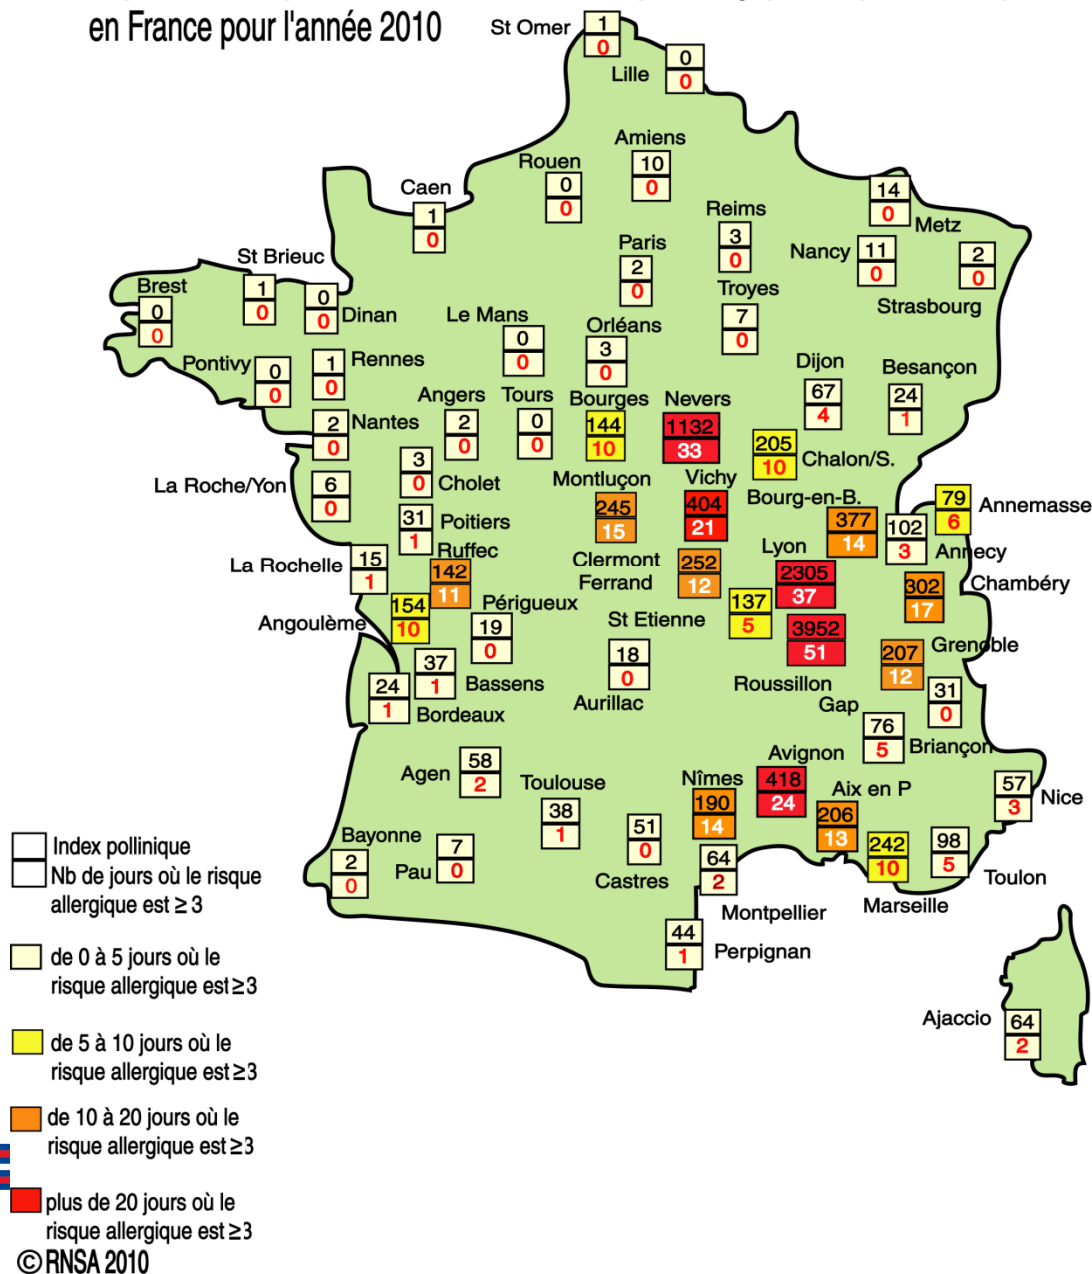 en France pour l'année 2010
St Omer
1
0
Lille
0
0
Amiens
10
0
Rouen
0
0
Caen
1
0
Metz
14
0
Reims
3
0
Nancy
11
0
Strasbourg
2
0
Paris
2
0
St Brieuc
1
0
Brest
0
0
Dinan
0
0
Troyes
7
0
Le Mans
0
0
Orléans
3
0
Pontivy
0
0
Rennes
1
0
Dijon
67
4
Besançon
24
1
Angers
2
0
Tours
0
0
Bourges
144
10
Nevers
1132
33
Nantes
2
0
Chalon/S.
205
10
Cholet
3
0
La Roche/Yon
6
0
Montluçon
245
15
Vichy
404
21
Bourg-en-B.
377
14
Annemasse
79
6
Poitiers
31
1
Annecy
102
3
La Rochelle
15
1
Ruffec
142
11
Clermont
Ferrand
252
12
Lyon
2305
37
Chambéry
302
17
Angoulème
154
10
Périgueux
19
0
St Etienne
137
5
Roussillon
3952
51
Grenoble
207
12
Bassens
37
1
Bordeaux
24
1
Aurillac
18
0
Gap
76
5
Briançon
31
0
Agen
58
2
Toulouse
38
1
Nîmes
190
14
Avignon
418
24
Aix en P
206
13
Nice
57
3
Bayonne
2
0
Pau
7
0
Castres
51
0
Montpellier
64
2
Marseille
242
10
Toulon
98
5
Perpignan
44
1
Ajaccio
64
2
Index pollinique
Nb de jours où le risque
allergique est ≥ 3
de 0 à 5 jours où le
risque allergique est ≥3
de 5 à 10 jours où le
risque allergique est ≥3
de 10 à 20 jours où le
risque allergique est ≥3
plus de 20 jours où le
risque allergique est ≥3
© RNSA 2010